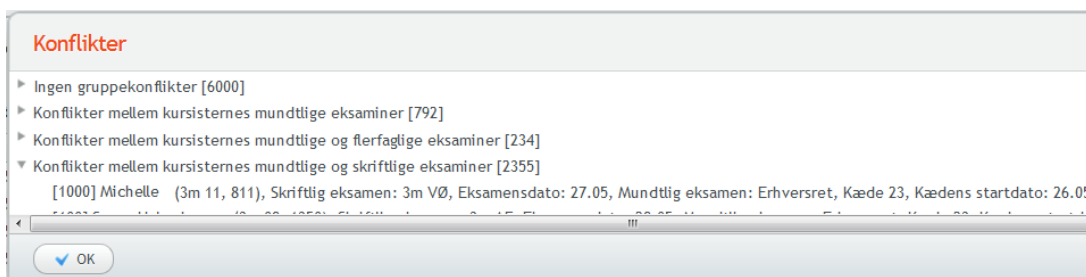 Konflikter
Ingen gruppekonflikter [6000]
Konflikter mellem kursisternes mundtlige eksaminer [792]
Konflikter mellem kursisternes mundtlige og flerfaglige eksaminer [234]
Konflikter mellem kursisternes mundtlige og skriftlige eksaminer [2355]
[1000] Michelle (3m 11, 811), Skriftlig eksamen: 3m VØ, Eksamensdato: 27.05, Mundtlig eksamen: Erhversret, Kæde 23, Kædens startdato: 26.05
OK